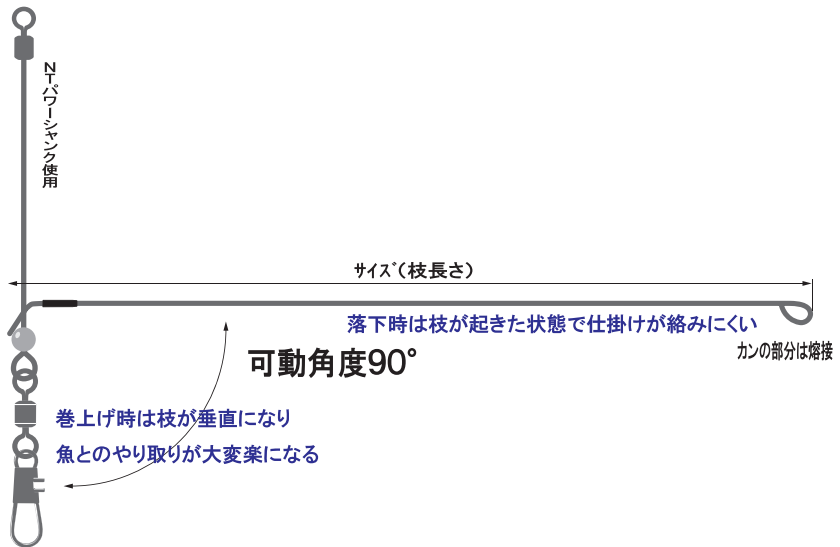 NTパワーシャンク使用
サイズ(枝長さ)
落下時は枝が起きた状態で仕掛けが絡みにくい
カンの部分は熔接
可動角度90°
巻上げ時は枝が垂直になり
魚とのやり取りが大変楽になる